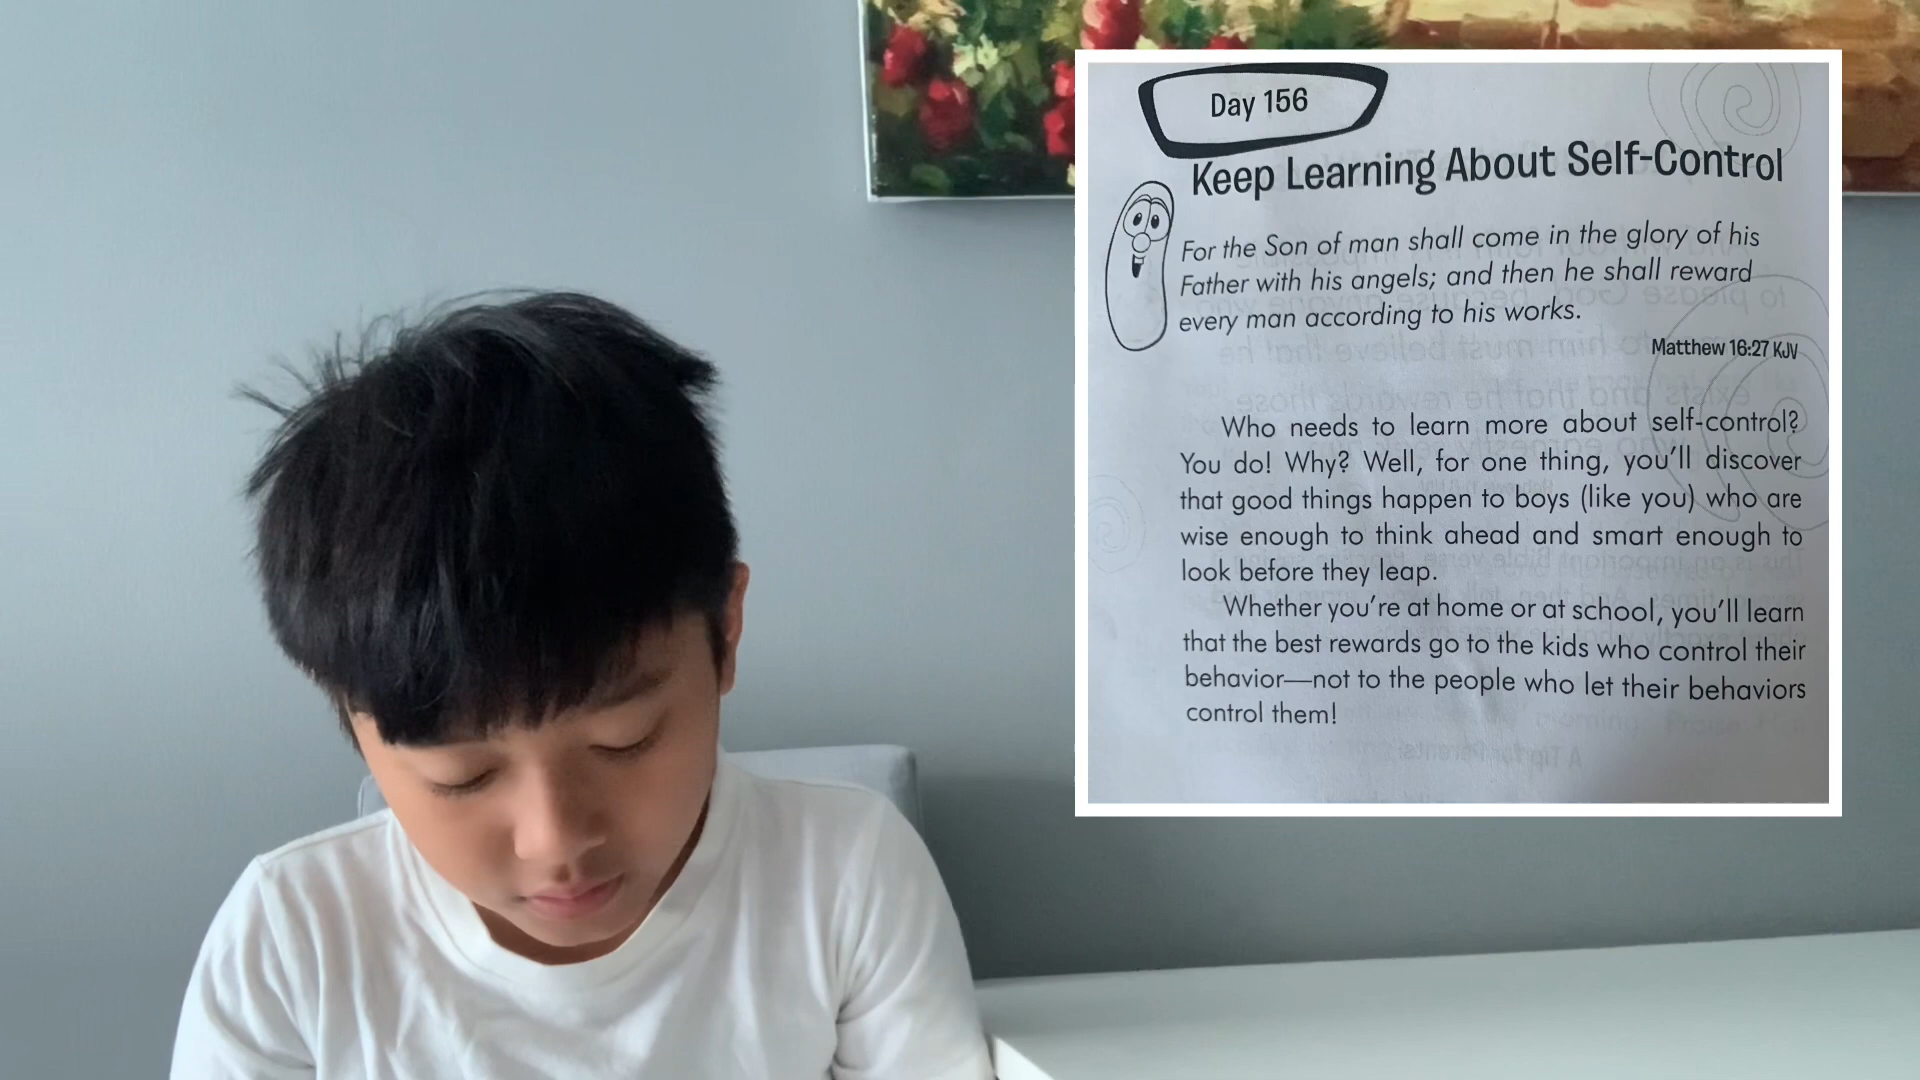 Day 156
Keep Learning About Self-Control
For the Son of man shall come in the glory of his
Father with his angels; and then he shall reward
every man according to his works.
Matthew 16:27 KJV
Who needs to learn more about self-control?
You do! Why? Well, for one thing, you'll discover
that good things happen to boys (like you) who are
wise enough to think ahead and smart enough to
look before they leap.
Whether you're at home or at school, you'll learn
that the best rewards go to the kids who control their
behavior—not to the people who let their behaviors
control them!